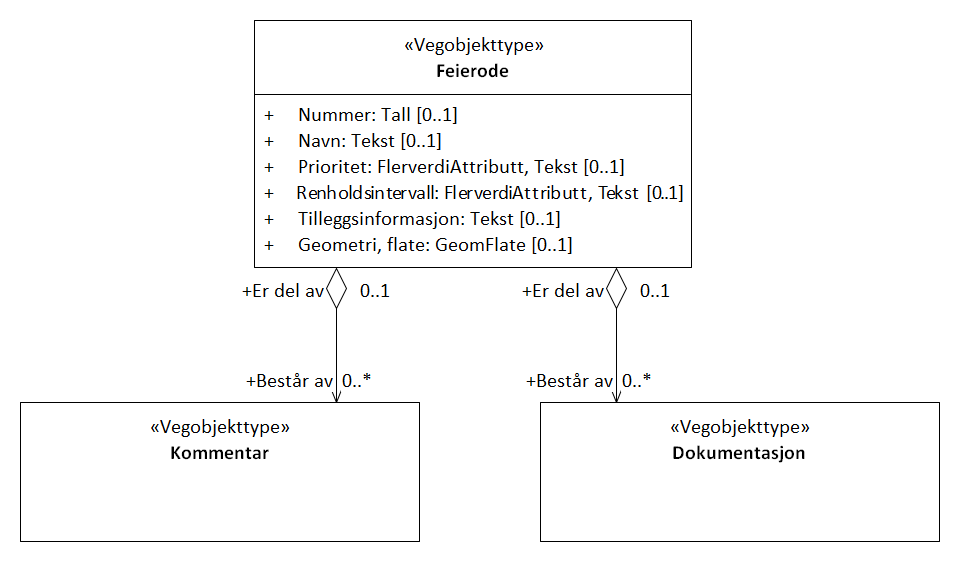 «Vegobjekttype»
Feierode
+ Nummer: Tall [0..1]
+ Navn: Tekst [0..1]
+ Prioritet: FlerverdiAttributt, Tekst [0..1]
+ Renholdsintervall: FlerverdiAttributt, Tekst [0..1]
+ Tilleggsinformasjon: Tekst [0..1]
+ Geometri, flate: GeomFlate [0..1]
+Er del av 0..1 +Er del av 0..1
+Består av 0..* +Består av 0..*
«Vegobjekttype»
Kommentar
«Vegobjekttype»
Dokumentasjon